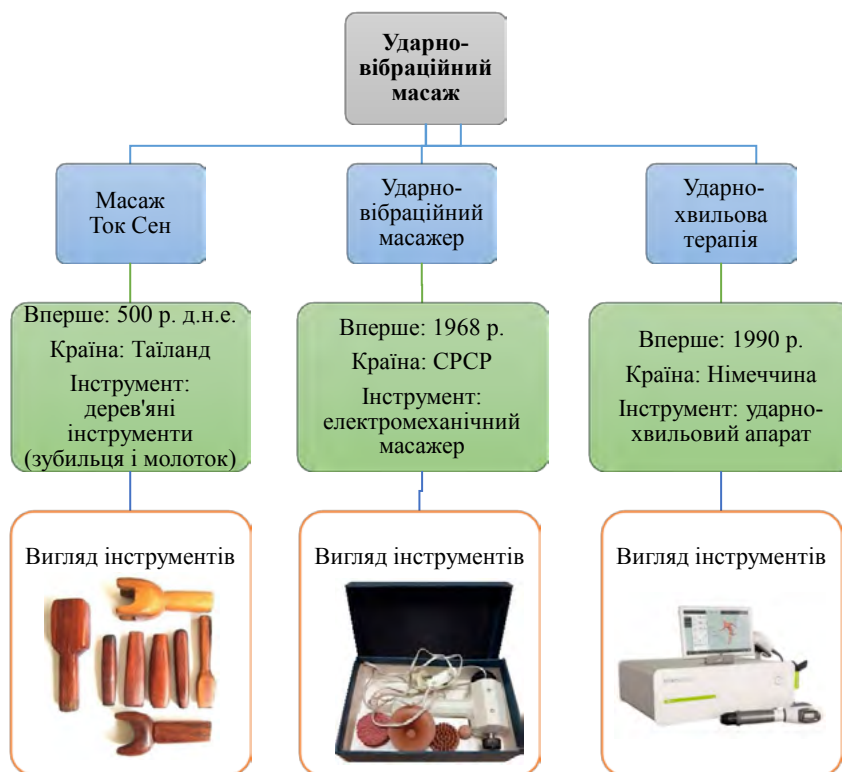 Ударно-
вібраційний
масаж
Масаж
Ток Сен
Ударно-
вібраційний
масажер
Ударно-
хвильова
терапія
Вперше: 500 р. д.н.е.
Країна: Таїланд
Інструмент:
дерев'яні
інструменти
(зубильця і молоток)
Вперше: 1968 р.
Країна: СРСР
Інструмент:
електромеханічний
масажер
Вперше: 1990 р.
Країна: Німеччина
Інструмент: ударно-
хвильовий апарат
Вигляд інструментів
Вигляд інструментів
Вигляд інструментів